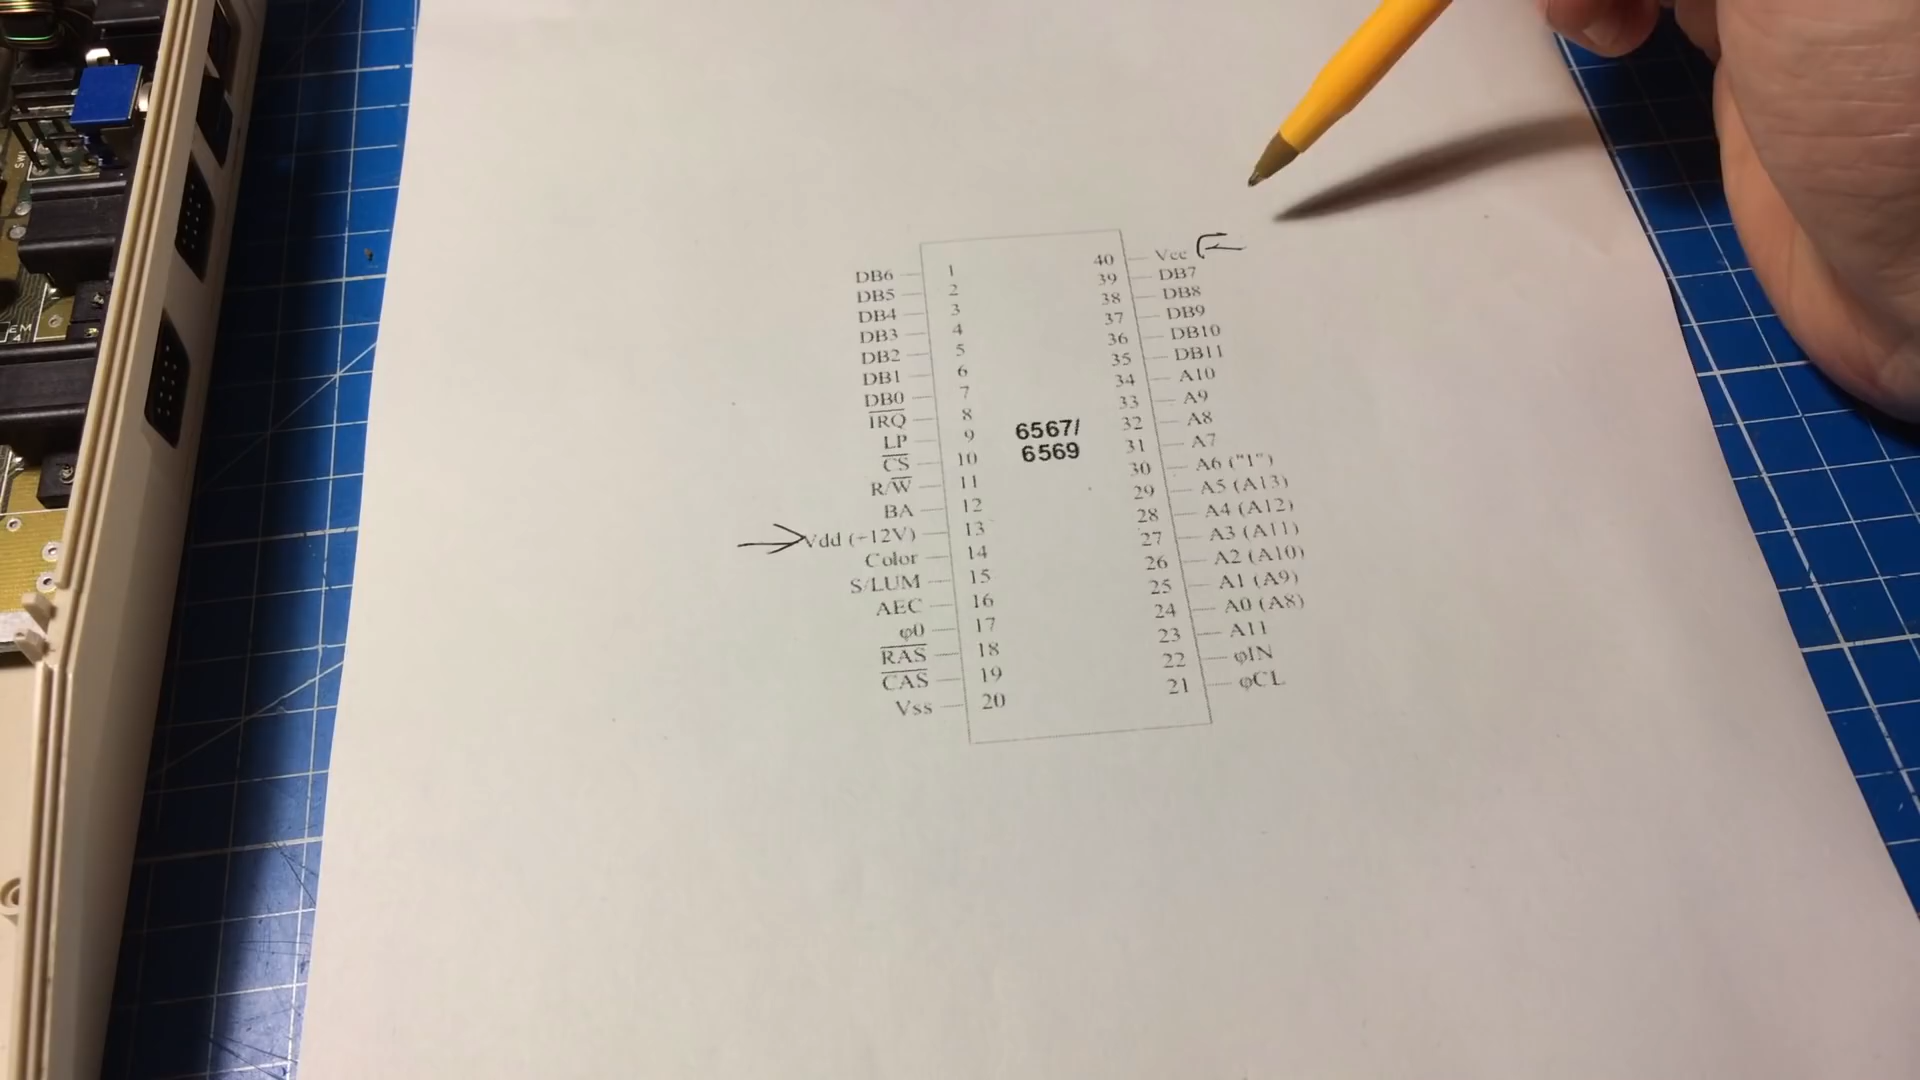 DB6 1
DB5 2
DB4 3
DB3 4
DB2 5
DB1 6
DB0 7
IRQ 8
LP 9
CS 10
R/W 11
BA 12
Vdd (+12V) 13
Color 14
S/LUM 15
AEC 16
φ0 17
RAS 18
CAS 19
Vss 20
6567/
6569
40 Vcc
39 DB7
38 DB8
37 DB9
36 DB10
35 DB11
34 A10
33 A9
32 A8
31 A7
30 A6 ("1")
29 A5 (A13)
28 A4 (A12)
27 A3 (A11)
26 A2 (A10)
25 A1 (A9)
24 A0 (A8)
23 A11
22 φIN
21 φCL